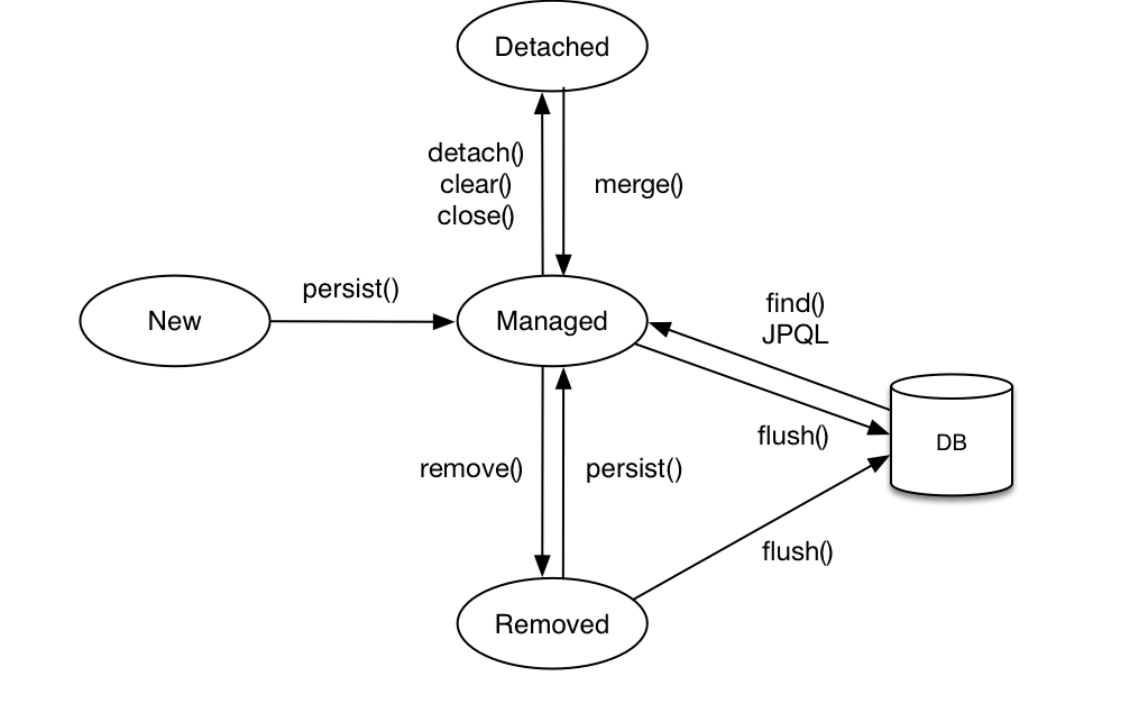 Detached
detach()
clear()
close()
merge()
persist()
New
Managed
find()
JPQL
flush()
DB
remove()
persist()
flush()
Removed